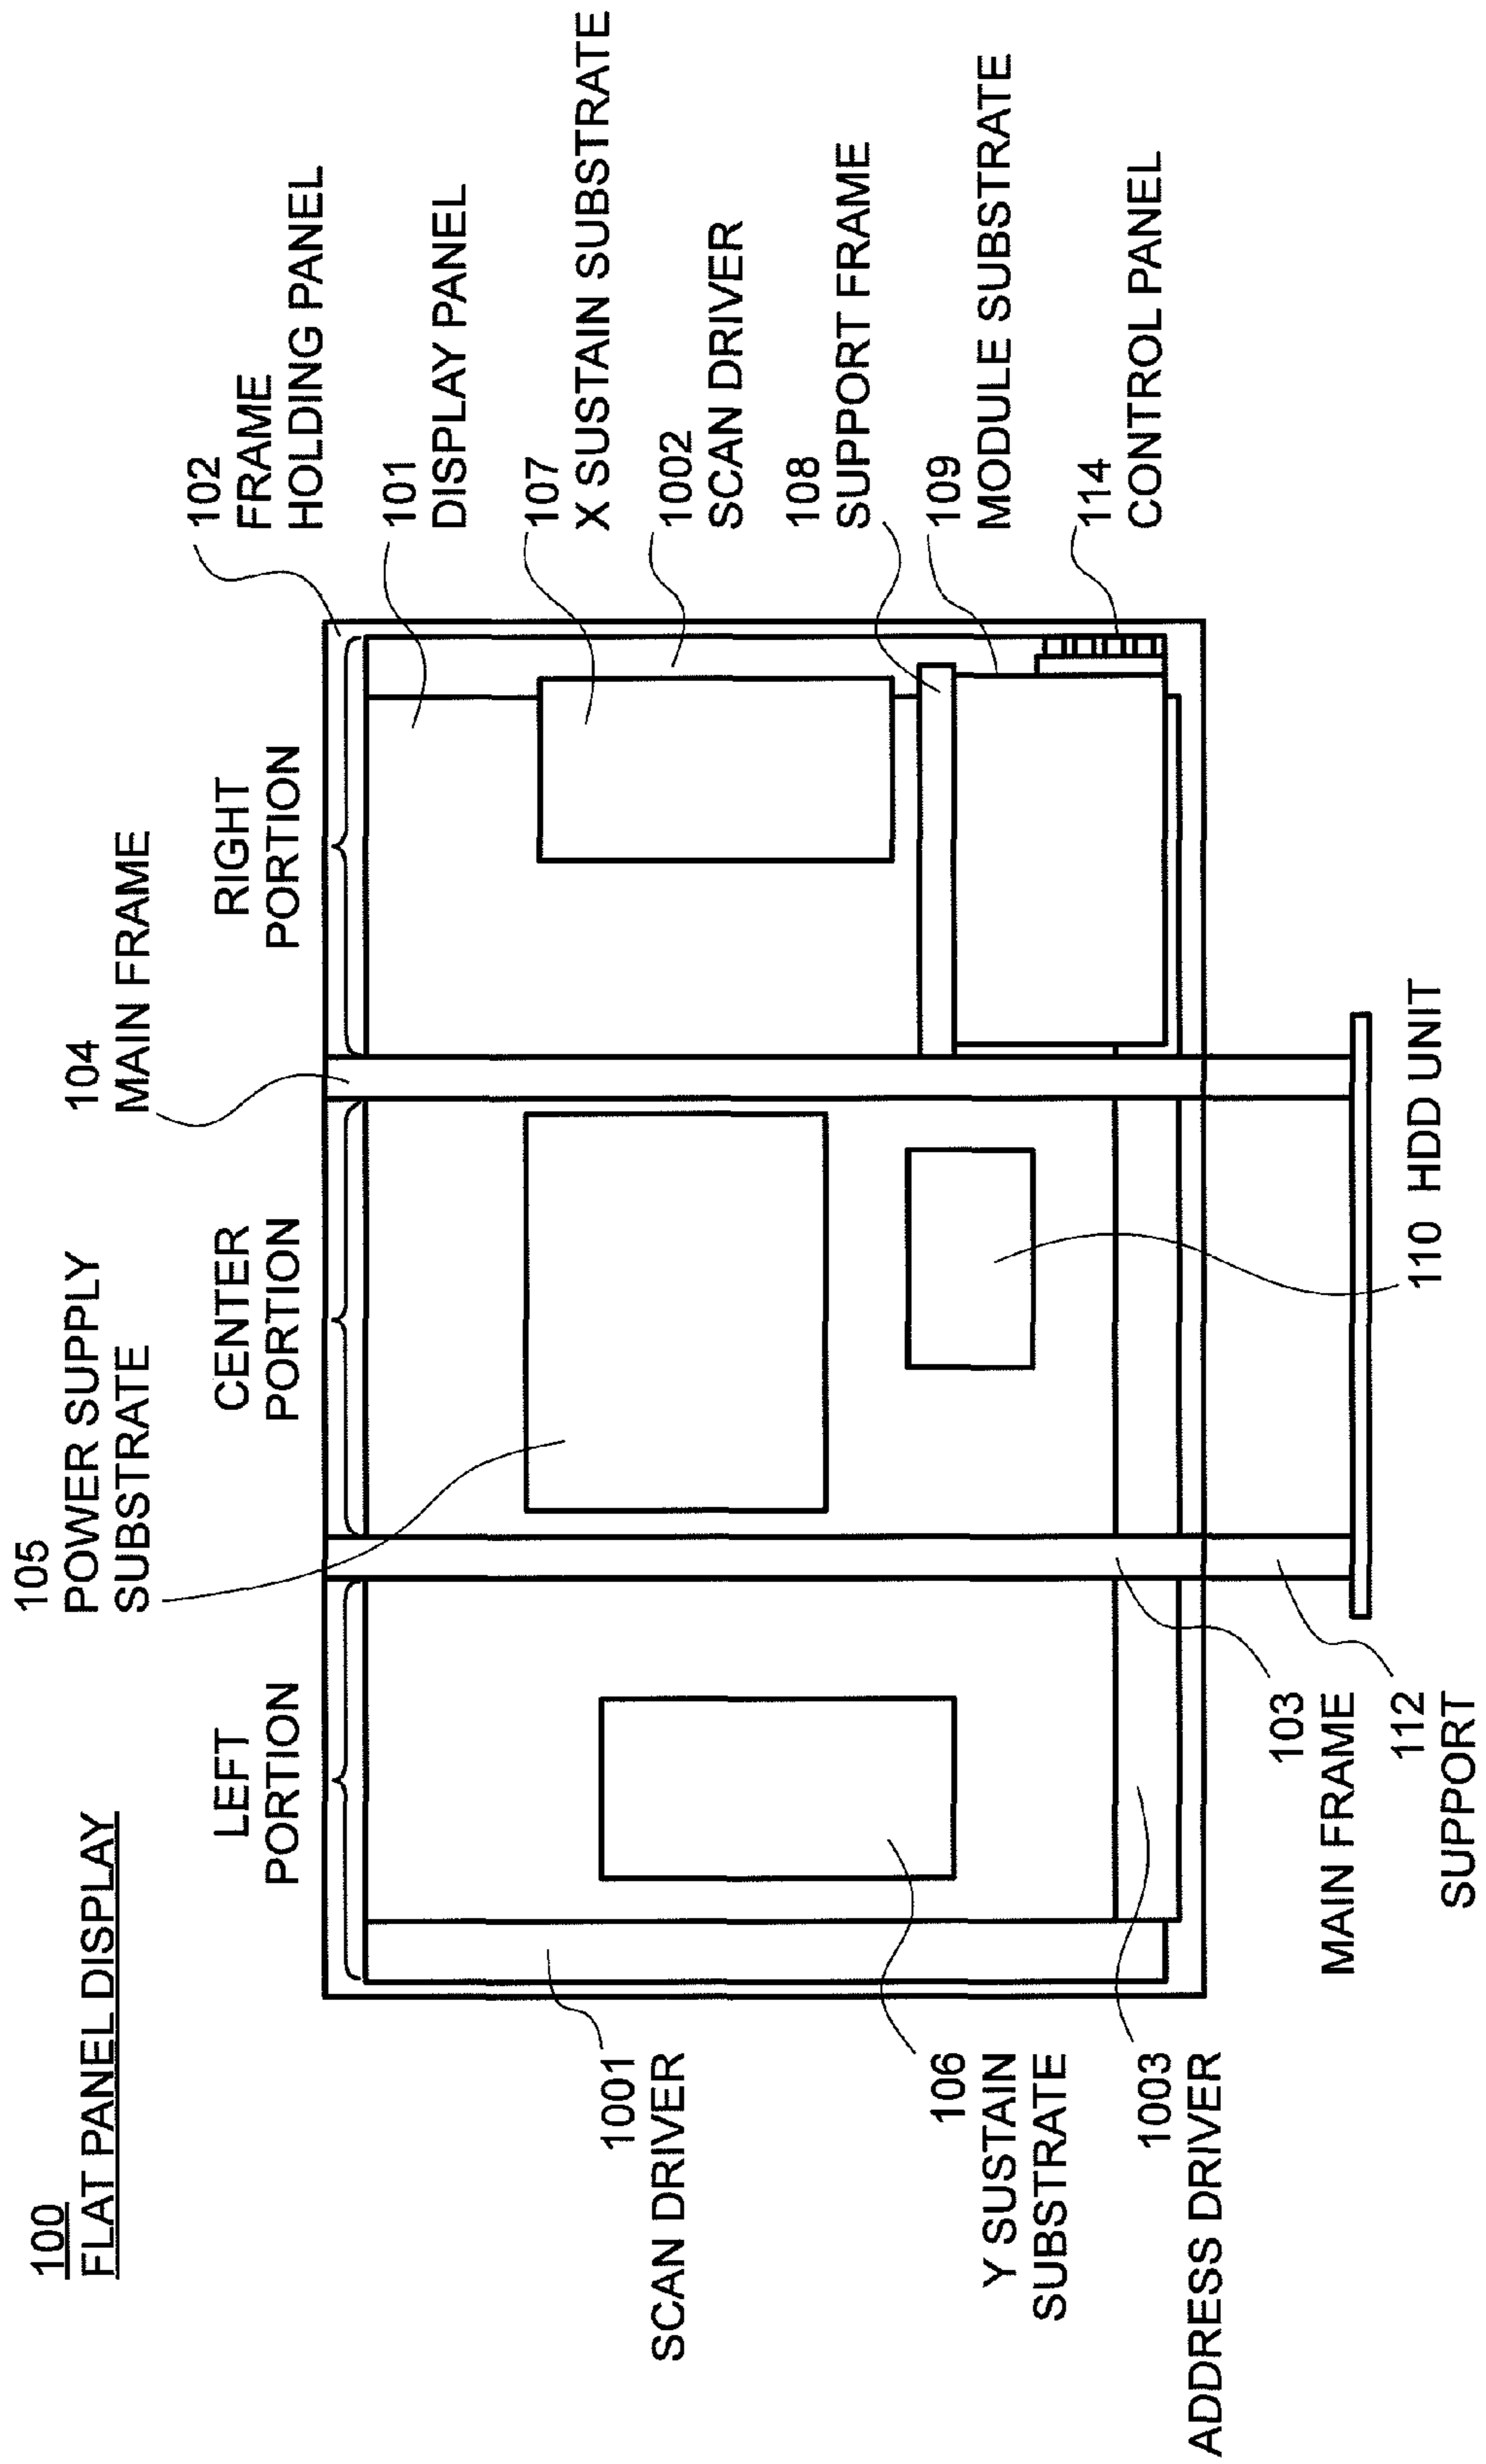 100
FLAT PANEL DISPLAY
105
POWER SUPPLY
SUBSTRATE
104
MAIN FRAME
LEFT
PORTION
CENTER
PORTION
RIGHT
PORTION
102
FRAME
HOLDING PANEL
101
DISPLAY PANEL
107
X SUSTAIN SUBSTRATE
1002
SCAN DRIVER
108
SUPPORT FRAME
109
MODULE SUBSTRATE
114
CONTROL PANEL
1001
SCAN DRIVER
106
Y SUSTAIN
SUBSTRATE
1003
ADDRESS DRIVER
103
MAIN FRAME
112
SUPPORT
110 HDD UNIT